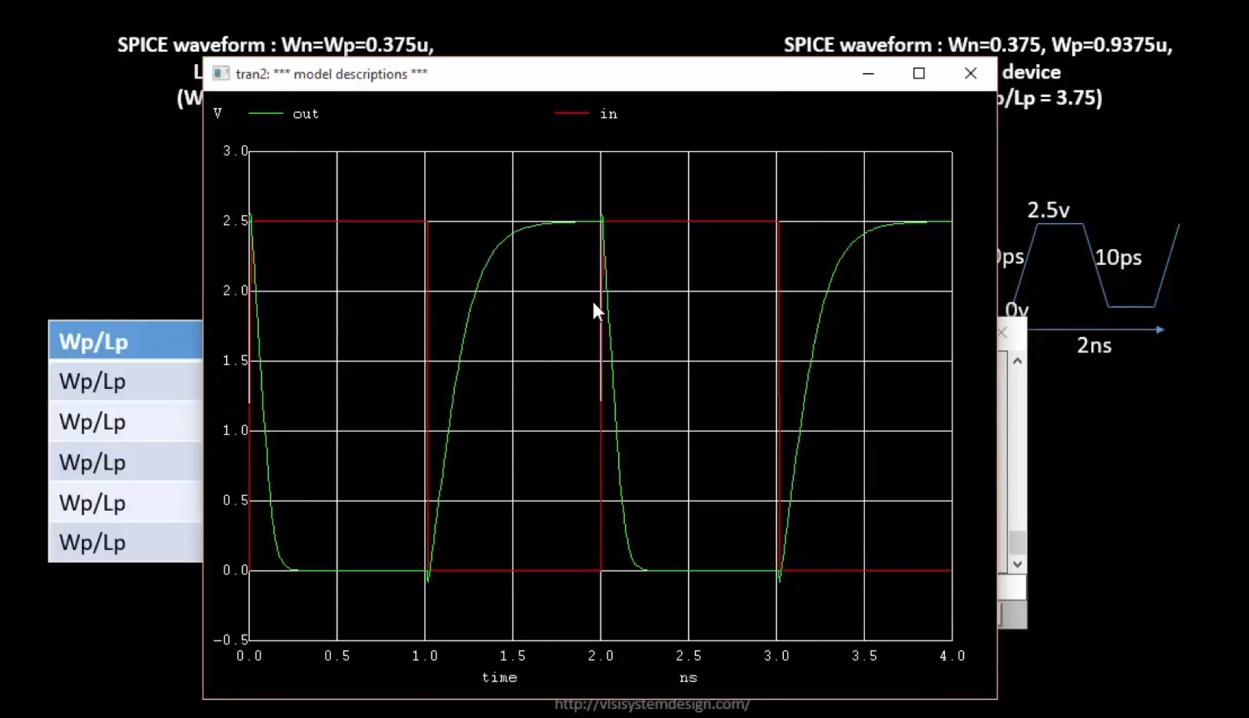 SPICE waveform : Wn=Wp=0.375u,
SPICE waveform : Wn=0.375, Wp=0.9375u,
L
device
(W
p/Lp = 3.75)
tran2: *** model descriptions ***
V out in
3.0
2.5
2.0
1.5
1.0
0.5
0.0
-0.5
0.0 0.5 1.0 1.5 2.0 2.5 3.0 3.5 4.0
time ns
2.5v
0ps 10ps
0v
2ns
Wp/Lp
Wp/Lp
Wp/Lp
Wp/Lp
Wp/Lp
Wp/Lp
http://vlsisystemdesign.com/